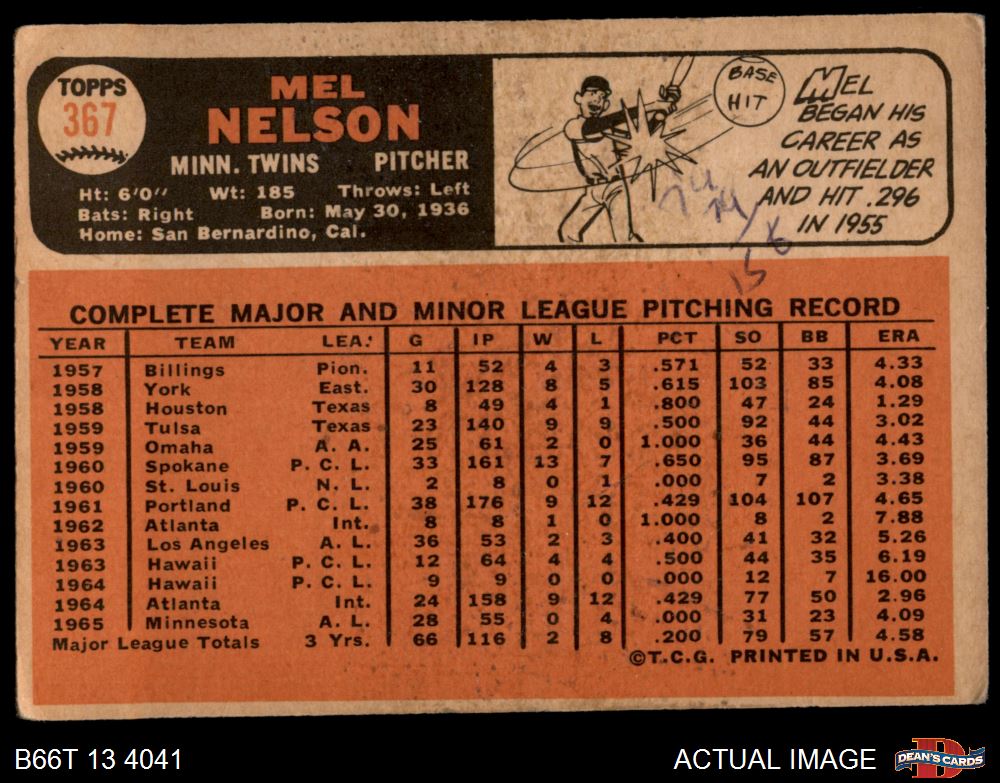 TOPPS
367
MEL
NELSON
MINN. TWINS PITCHER
Ht: 6'0" Wt: 185 Throws: Left
Bats: Right Born: May 30, 1936
Home: San Bernardino, Cal.
BASE
HIT
MEL
BEGAN HIS
CAREER AS
AN OUTFIELDER
AND HIT .296
IN 1955
COMPLETE MAJOR AND MINOR LEAGUE PITCHING RECORD
YEAR TEAM LEA. G IP W L PCT SO BB ERA
1957 Billings Pion. 11 52 4 3 .571 52 33 4.33
1958 York East. 30 128 8 5 .615 103 85 4.08
1958 Houston Texas 8 49 4 1 .800 47 24 1.29
1959 Tulsa Texas 23 140 9 9 .500 92 44 3.02
1959 Omaha A. A. 25 61 2 0 1.000 36 44 4.43
1960 Spokane P. C. L. 33 161 13 7 .650 95 87 3.69
1960 St. Louis N. L. 2 8 0 1 .000 7 2 3.38
1961 Portland P. C. L. 38 176 9 12 .429 104 107 4.65
1962 Atlanta Int. 8 8 1 0 1.000 8 2 7.88
1963 Los Angeles A. L. 36 53 2 3 .400 41 32 5.26
1963 Hawaii P. C. L. 12 64 4 4 .500 44 35 6.19
1964 Hawaii P. C. L. 9 9 0 0 .000 12 7 16.00
1964 Atlanta Int. 24 158 9 12 .429 77 50 2.96
1965 Minnesota A. L. 28 55 0 4 .000 31 23 4.09
Major League Totals 3 Yrs. 66 116 2 8 .200 79 57 4.58
©T.C.G. PRINTED IN U.S.A.
B66T 13 4041 ACTUAL IMAGE DEAN'S CARDS